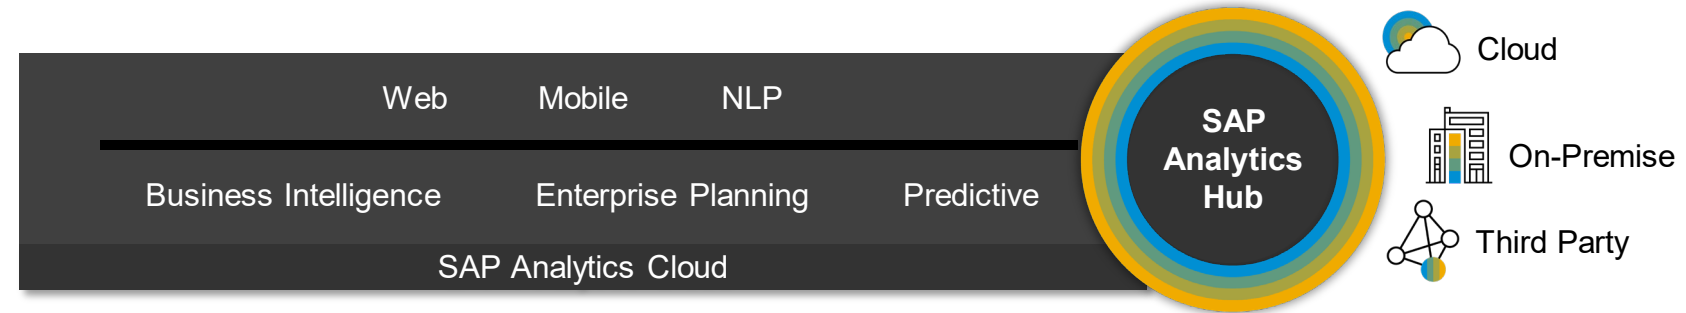 Web Mobile NLP
Business Intelligence Enterprise Planning Predictive
SAP Analytics Cloud
SAP
Analytics
Hub
Cloud
On-Premise
Third Party